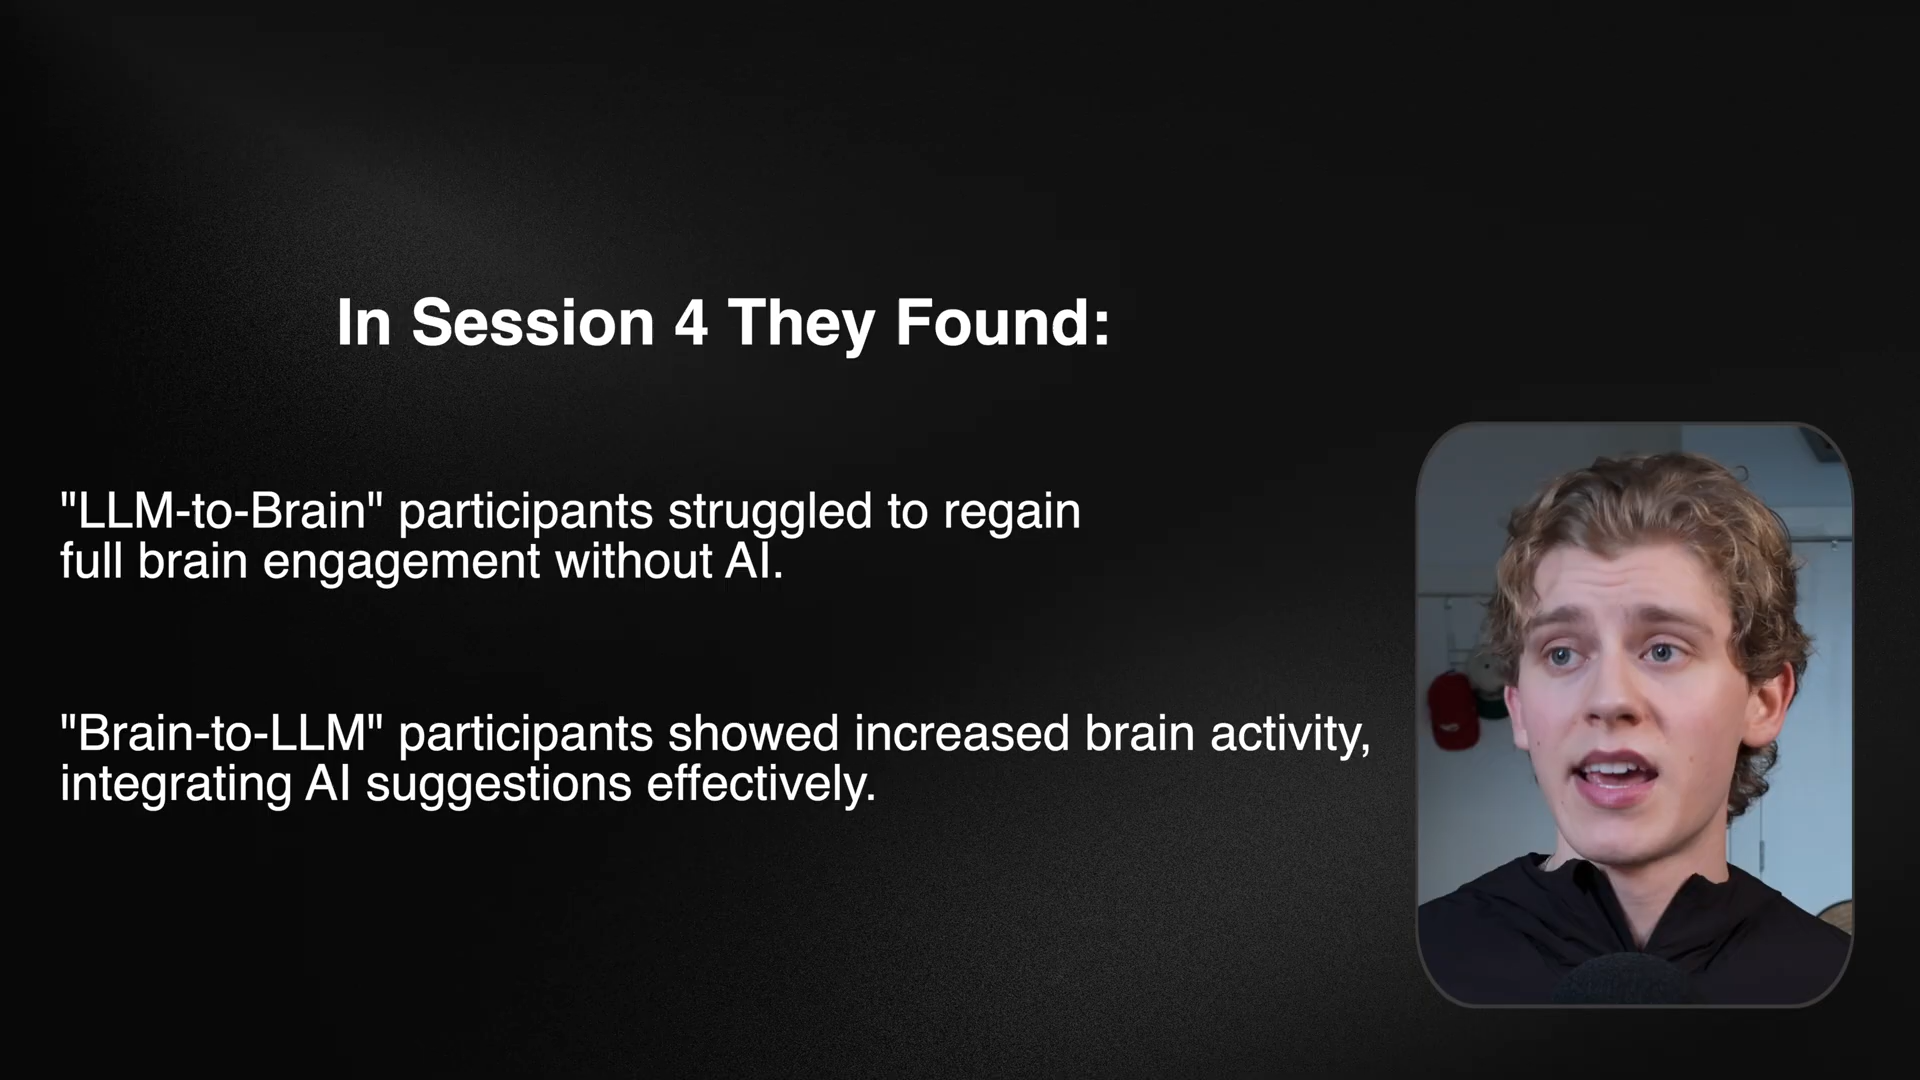 In Session 4 They Found:
"LLM-to-Brain" participants struggled to regain
full brain engagement without AI.
"Brain-to-LLM" participants showed increased brain activity,
integrating AI suggestions effectively.